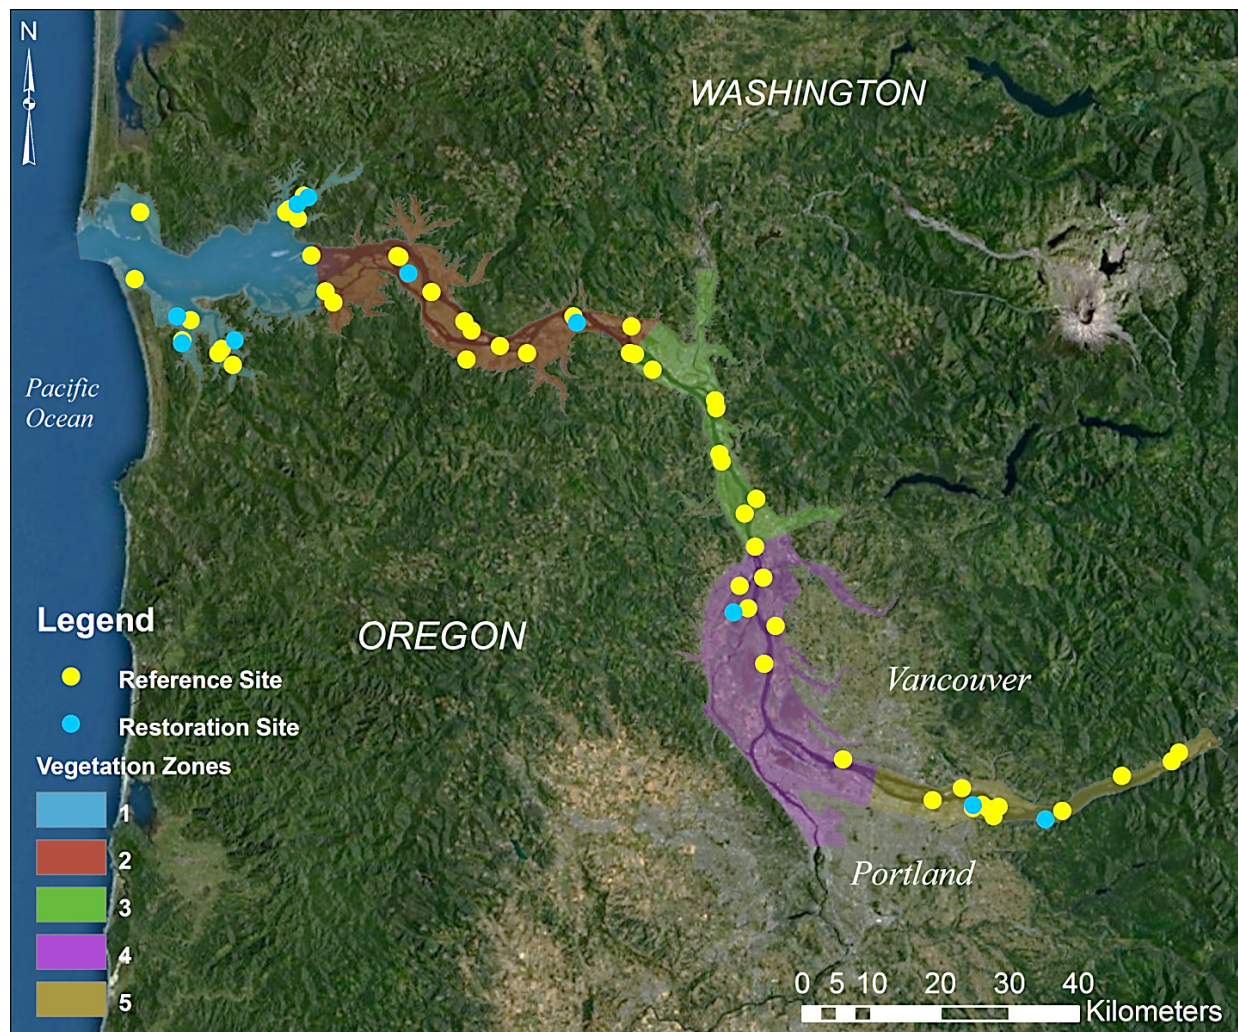 N
WASHINGTON
Pacific
Ocean
OREGON
Vancouver
Portland
Legend
Reference Site
Restoration Site
Vegetation Zones
1
2
3
4
5
0 5 10 20 30 40
Kilometers